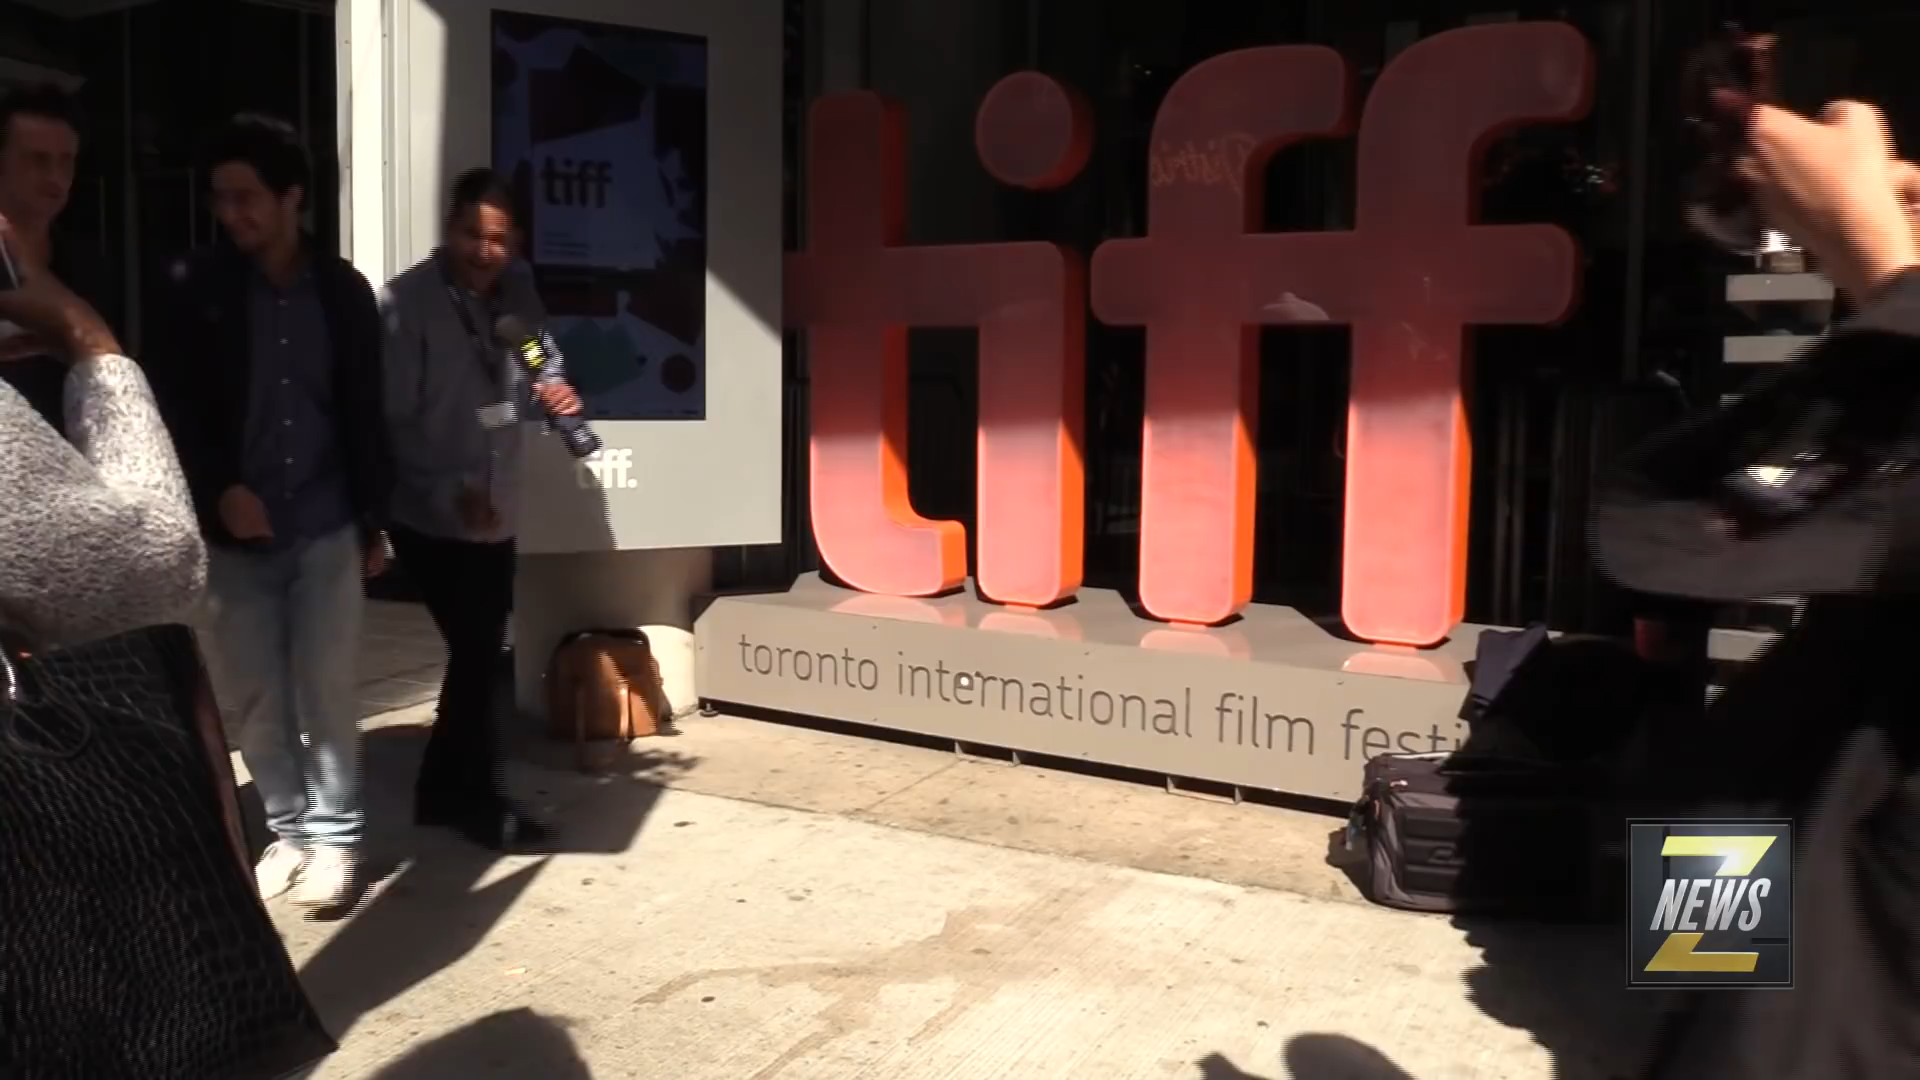 tiff
tiff
tiff.
toronto international film festi
NEWS
Z